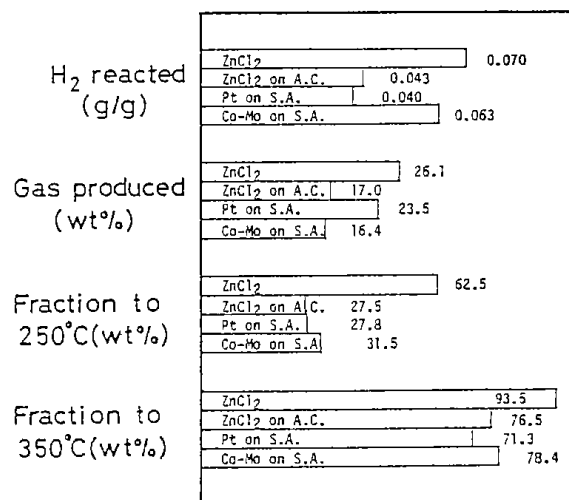 H2 reacted
(g/g)
ZnCl2 0.070
ZnCl2 on A.C. 0.043
Pt on S.A. 0.040
Co-Mo on S.A. 0.063
Gas produced
(wt%)
ZnCl2 26.1
ZnCl2 on A.C. 17.0
Pt on S.A. 23.5
Co-Mo on S.A. 16.4
Fraction to
250°C(wt%)
ZnCl2 62.5
ZnCl2 on A.C. 27.5
Pt on S.A. 27.8
Co-Mo on S.A 31.5
Fraction to
350°C(wt%)
ZnCl2 93.5
ZnCl2 on A.C. 76.5
Pt on S.A. 71.3
Co-Mo on S.A. 78.4